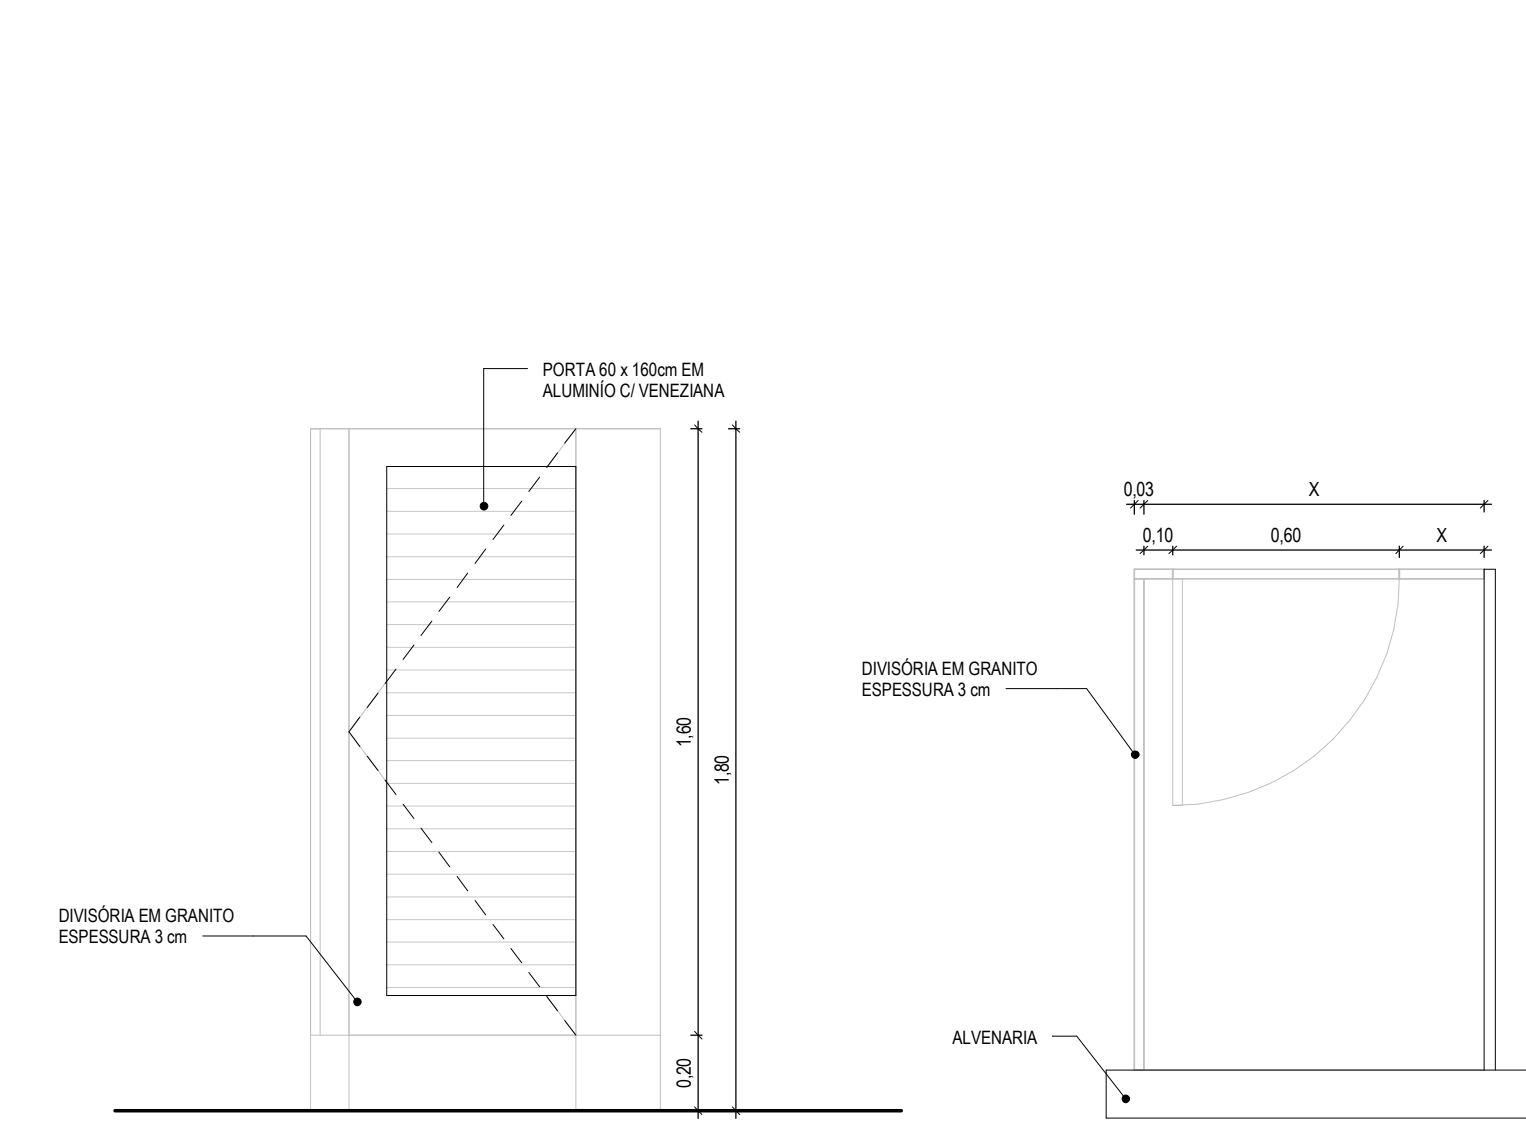 PORTA 60 x 160cm EM
ALUMINÍO C/ VENEZIANA
1,60
1,80
0,20
DIVISÓRIA EM GRANITO
ESPESSURA 3 cm
0,03
X
0,10
0,60
X
DIVISÓRIA EM GRANITO
ESPESSURA 3 cm
ALVENARIA